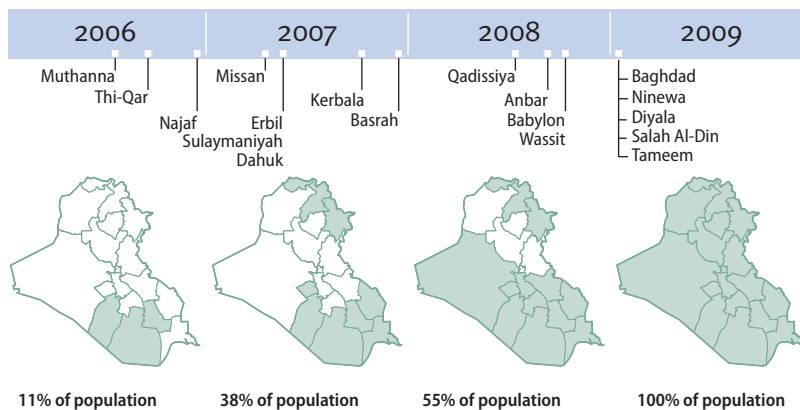 2006 2007 2008 2009
Muthanna
Thi-Qar
Najaf
Missan
Erbil
Sulaymaniyah
Dahuk
Kerbala
Basrah
Qadissiya
Anbar
Babylon
Wassit
Baghdad
Ninewa
Diyala
Salah Al-Din
Tameem
11% of population
38% of population
55% of population
100% of population